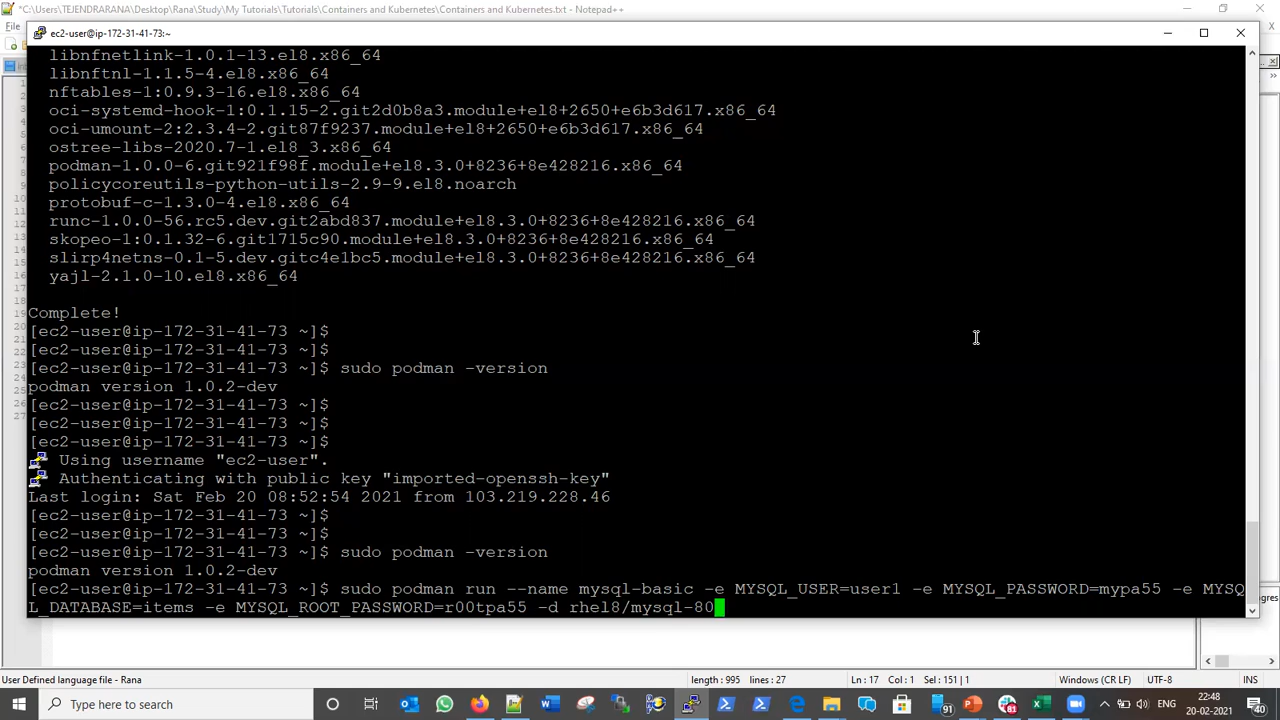 *C:\Users\TEJENDRARANA\Desktop\Rana\Study\My Tutorials\Tutorials\Containers and Kubernetes\Containers and Kubernetes.txt - Notepad++
File
ec2-user@ip-172-31-41-73:~
libnfnetlink-1.0.1-13.el8.x86_64
libnftnl-1.1.5-4.el8.x86_64
nftables-1:0.9.3-16.el8.x86_64
oci-systemd-hook-1:0.1.15-2.git2d0b8a3.module+el8+2650+e6b3d617.x86_64
oci-umount-2:2.3.4-2.git87f9237.module+el8+2650+e6b3d617.x86_64
ostree-libs-2020.7-1.el8_3.x86_64
podman-1.0.0-6.git921f98f.module+el8.3.0+8236+8e428216.x86_64
policycoreutils-python-utils-2.9-9.el8.noarch
protobuf-c-1.3.0-4.el8.x86_64
runc-1.0.0-56.rc5.dev.git2abd837.module+el8.3.0+8236+8e428216.x86_64
skopeo-1:0.1.32-6.git1715c90.module+el8.3.0+8236+8e428216.x86_64
slirp4netns-0.1-5.dev.gitc4e1bc5.module+el8.3.0+8236+8e428216.x86_64
yajl-2.1.0-10.el8.x86_64
Complete!
[ec2-user@ip-172-31-41-73 ~]$
[ec2-user@ip-172-31-41-73 ~]$
[ec2-user@ip-172-31-41-73 ~]$ sudo podman -version
podman version 1.0.2-dev
[ec2-user@ip-172-31-41-73 ~]$
[ec2-user@ip-172-31-41-73 ~]$
[ec2-user@ip-172-31-41-73 ~]$
Using username "ec2-user".
Authenticating with public key "imported-openssh-key"
Last login: Sat Feb 20 08:52:54 2021 from 103.219.228.46
[ec2-user@ip-172-31-41-73 ~]$
[ec2-user@ip-172-31-41-73 ~]$
[ec2-user@ip-172-31-41-73 ~]$ sudo podman -version
podman version 1.0.2-dev
[ec2-user@ip-172-31-41-73 ~]$ sudo podman run --name mysql-basic -e MYSQL_USER=user1 -e MYSQL_PASSWORD=mypa55 -e MYSQ
L_DATABASE=items -e MYSQL_ROOT_PASSWORD=r00tpa55 -d rhel8/mysql-80
User Defined language file - Rana
length : 995 lines : 27
Ln : 17 Col : 1 Sel : 151 | 1
Windows (CR LF)
UTF-8
INS
Type here to search
91
ENG
22:48
20-02-2021
40